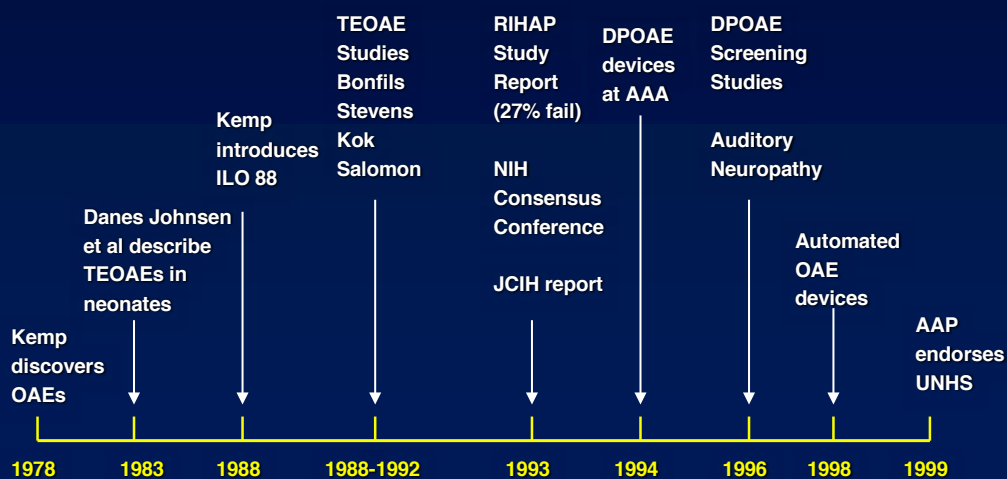 Kemp
discovers
OAEs
Danes Johnsen
et al describe
TEOAEs in
neonates
Kemp
introduces
ILO 88
TEOAE
Studies
Bonfils
Stevens
Kok
Salomon
RIHAP
Study
Report
(27% fail)
NIH
Consensus
Conference
JCIH report
DPOAE
devices
at AAA
DPOAE
Screening
Studies
Auditory
Neuropathy
Automated
OAE
devices
AAP
endorses
UNHS
1978 1983 1988 1988-1992 1993 1994 1996 1998 1999